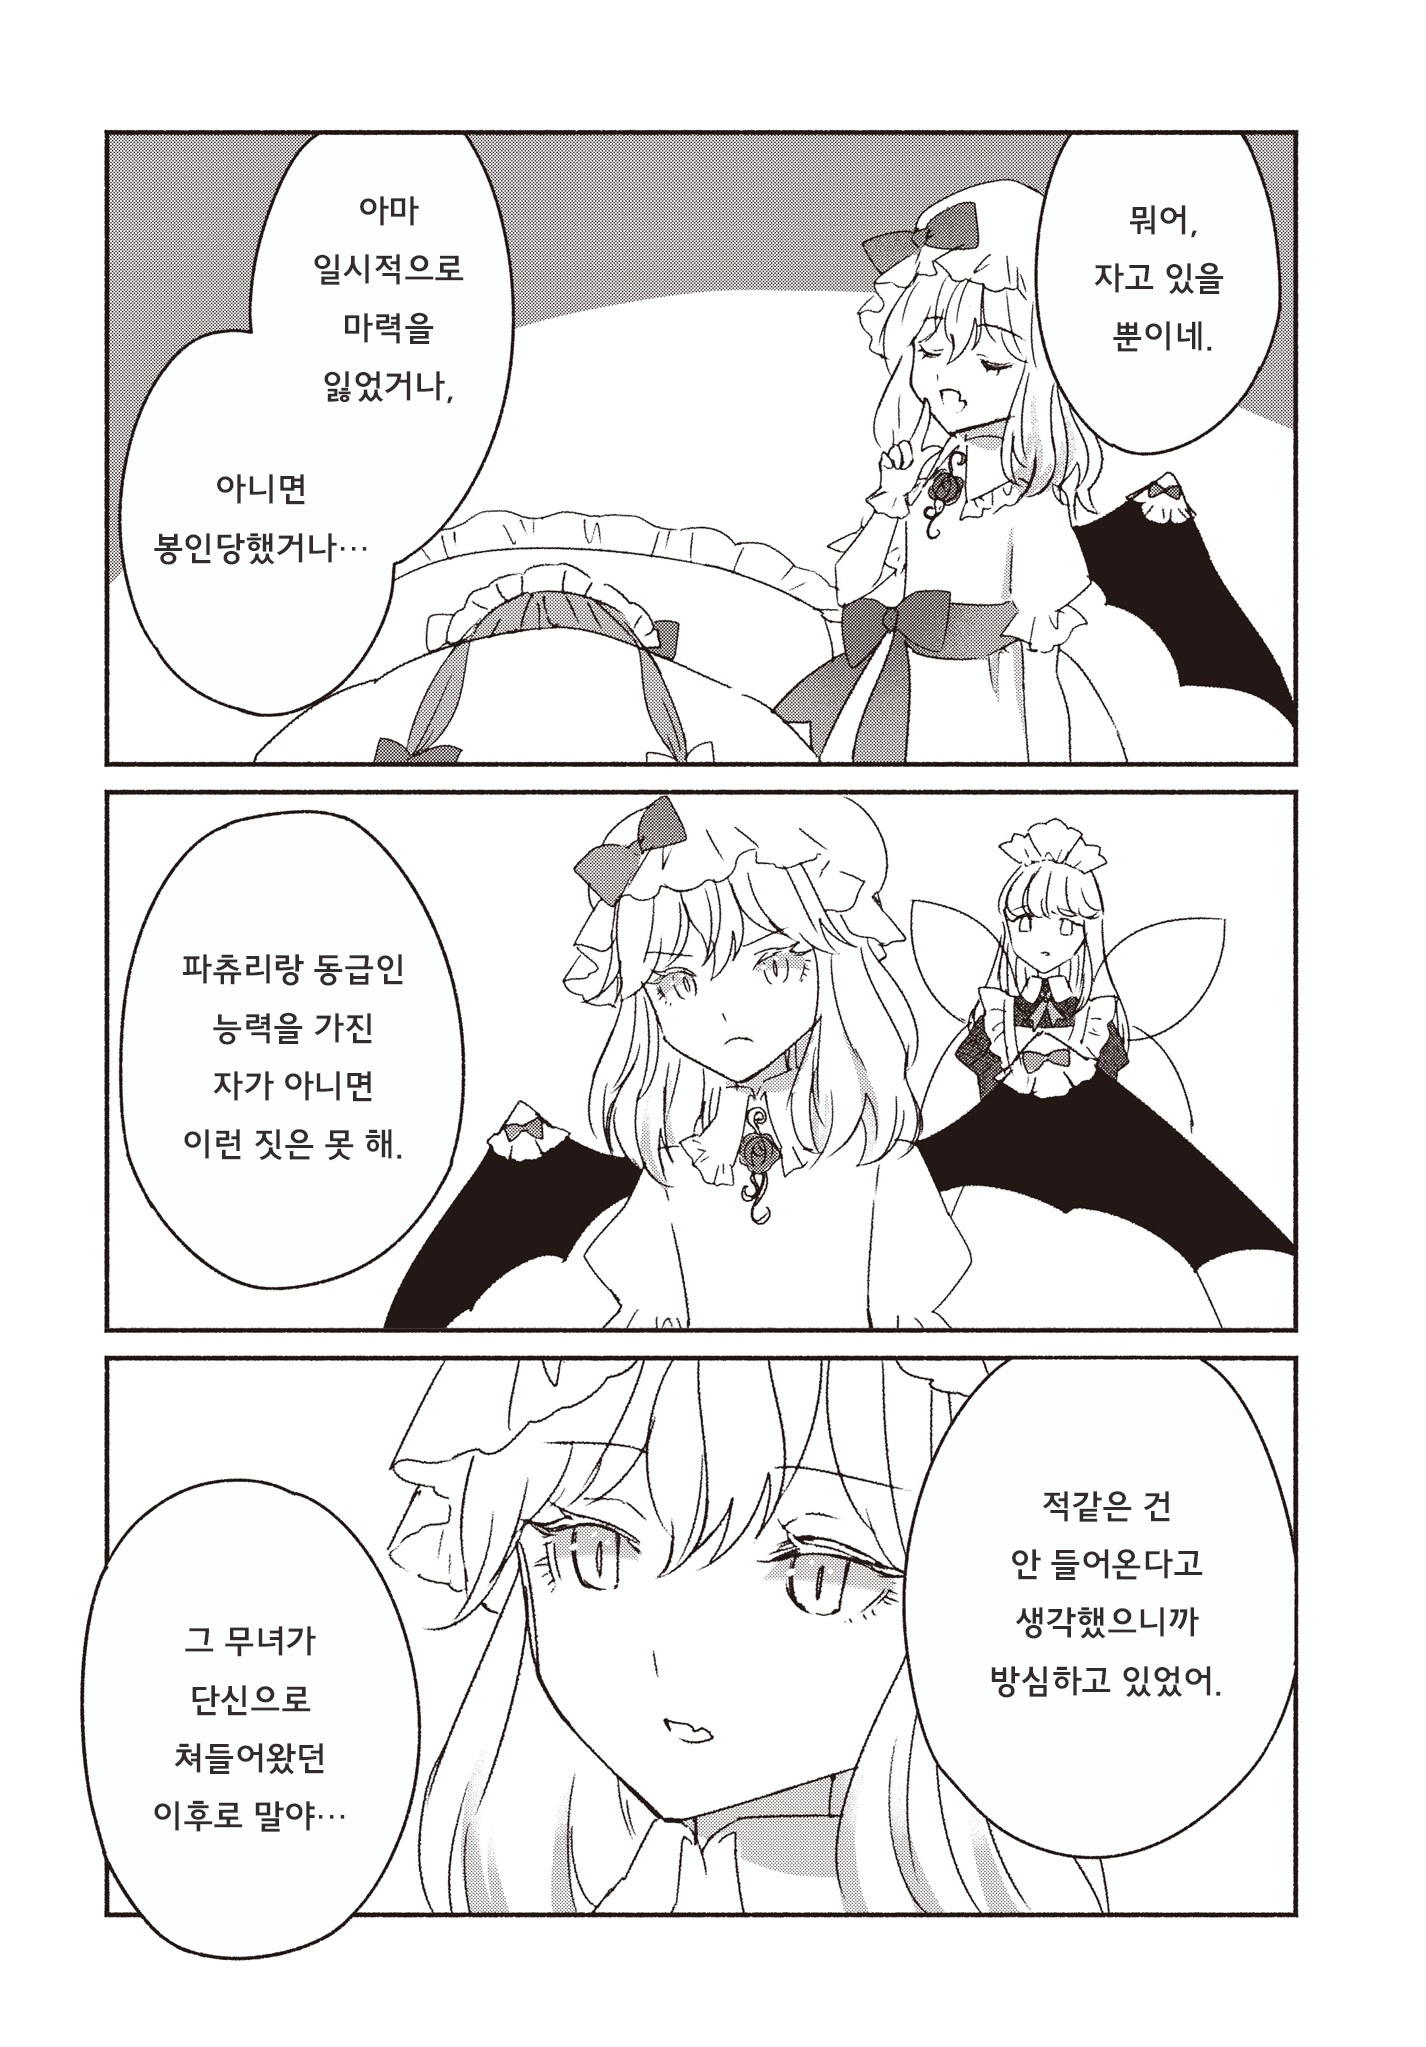 뭐어,
자고 있을
뿐이네.
아마
일시적으로
마력을
잃었거나,
아니면
봉인당했거나…
파츄리랑 동급인
능력을 가진
자가 아니면
이런 짓은 못 해.
적같은 건
안 들어온다고
생각했으니까
방심하고 있었어.
그 무녀가
단신으로
쳐들어왔던
이후로 말야…